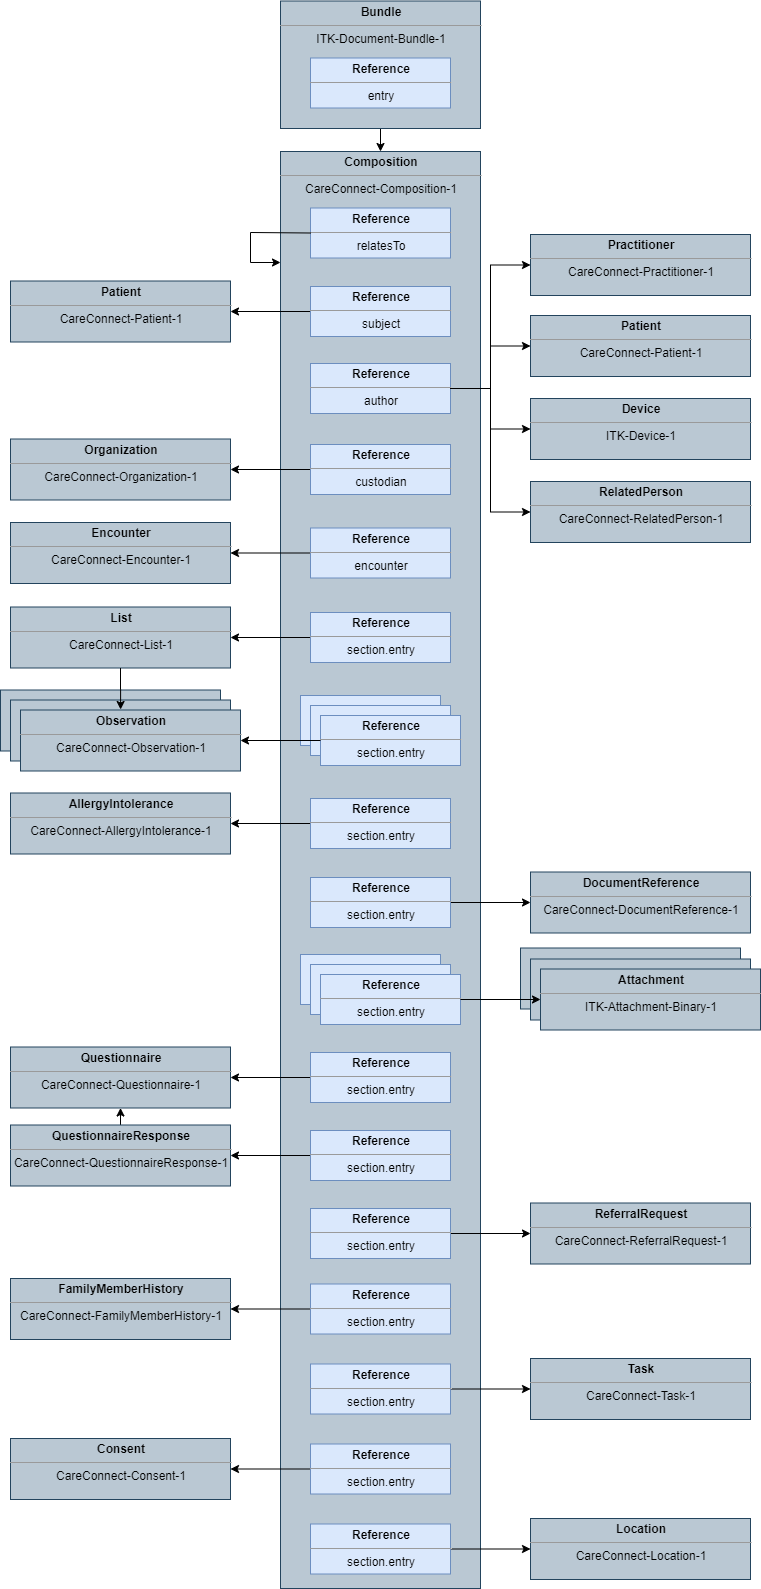 Bundle
ITK-Document-Bundle-1
Reference
entry
Composition
CareConnect-Composition-1
Reference
relatesTo
Practitioner
CareConnect-Practitioner-1
Patient
CareConnect-Patient-1
Reference
subject
Patient
CareConnect-Patient-1
Reference
author
Device
ITK-Device-1
Organization
CareConnect-Organization-1
Reference
custodian
RelatedPerson
CareConnect-RelatedPerson-1
Encounter
CareConnect-Encounter-1
Reference
encounter
List
CareConnect-List-1
Reference
section.entry
Observation
CareConnect-Observation-1
Reference
section.entry
AllergyIntolerance
CareConnect-AllergyIntolerance-1
Reference
section.entry
Reference
section.entry
DocumentReference
CareConnect-DocumentReference-1
Reference
section.entry
Attachment
ITK-Attachment-Binary-1
Questionnaire
CareConnect-Questionnaire-1
Reference
section.entry
QuestionnaireResponse
CareConnect-QuestionnaireResponse-1
Reference
section.entry
Reference
section.entry
ReferralRequest
CareConnect-ReferralRequest-1
FamilyMemberHistory
CareConnect-FamilyMemberHistory-1
Reference
section.entry
Reference
section.entry
Task
CareConnect-Task-1
Consent
CareConnect-Consent-1
Reference
section.entry
Reference
section.entry
Location
CareConnect-Location-1